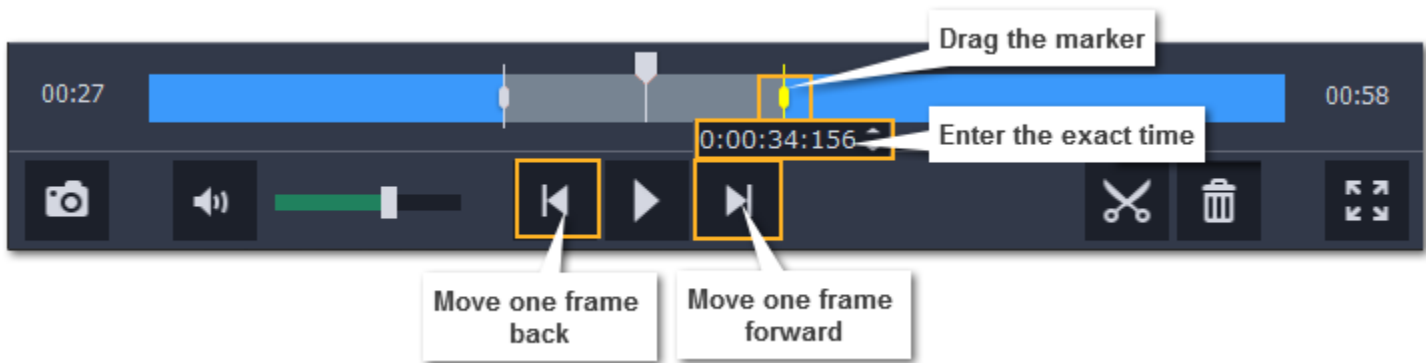 Drag the marker
00:27
00:58
0:00:34:156
Enter the exact time
Move one frame
back
Move one frame
forward